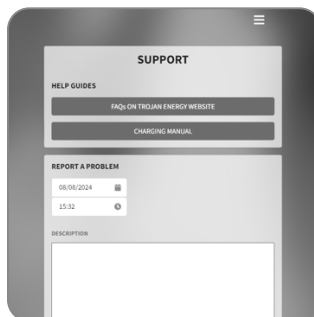 SUPPORT
HELP GUIDES
FAQs ON TROJAN ENERGY WEBSITE
CHARGING MANUAL
REPORT A PROBLEM
08/08/2024
15:32
DESCRIPTION